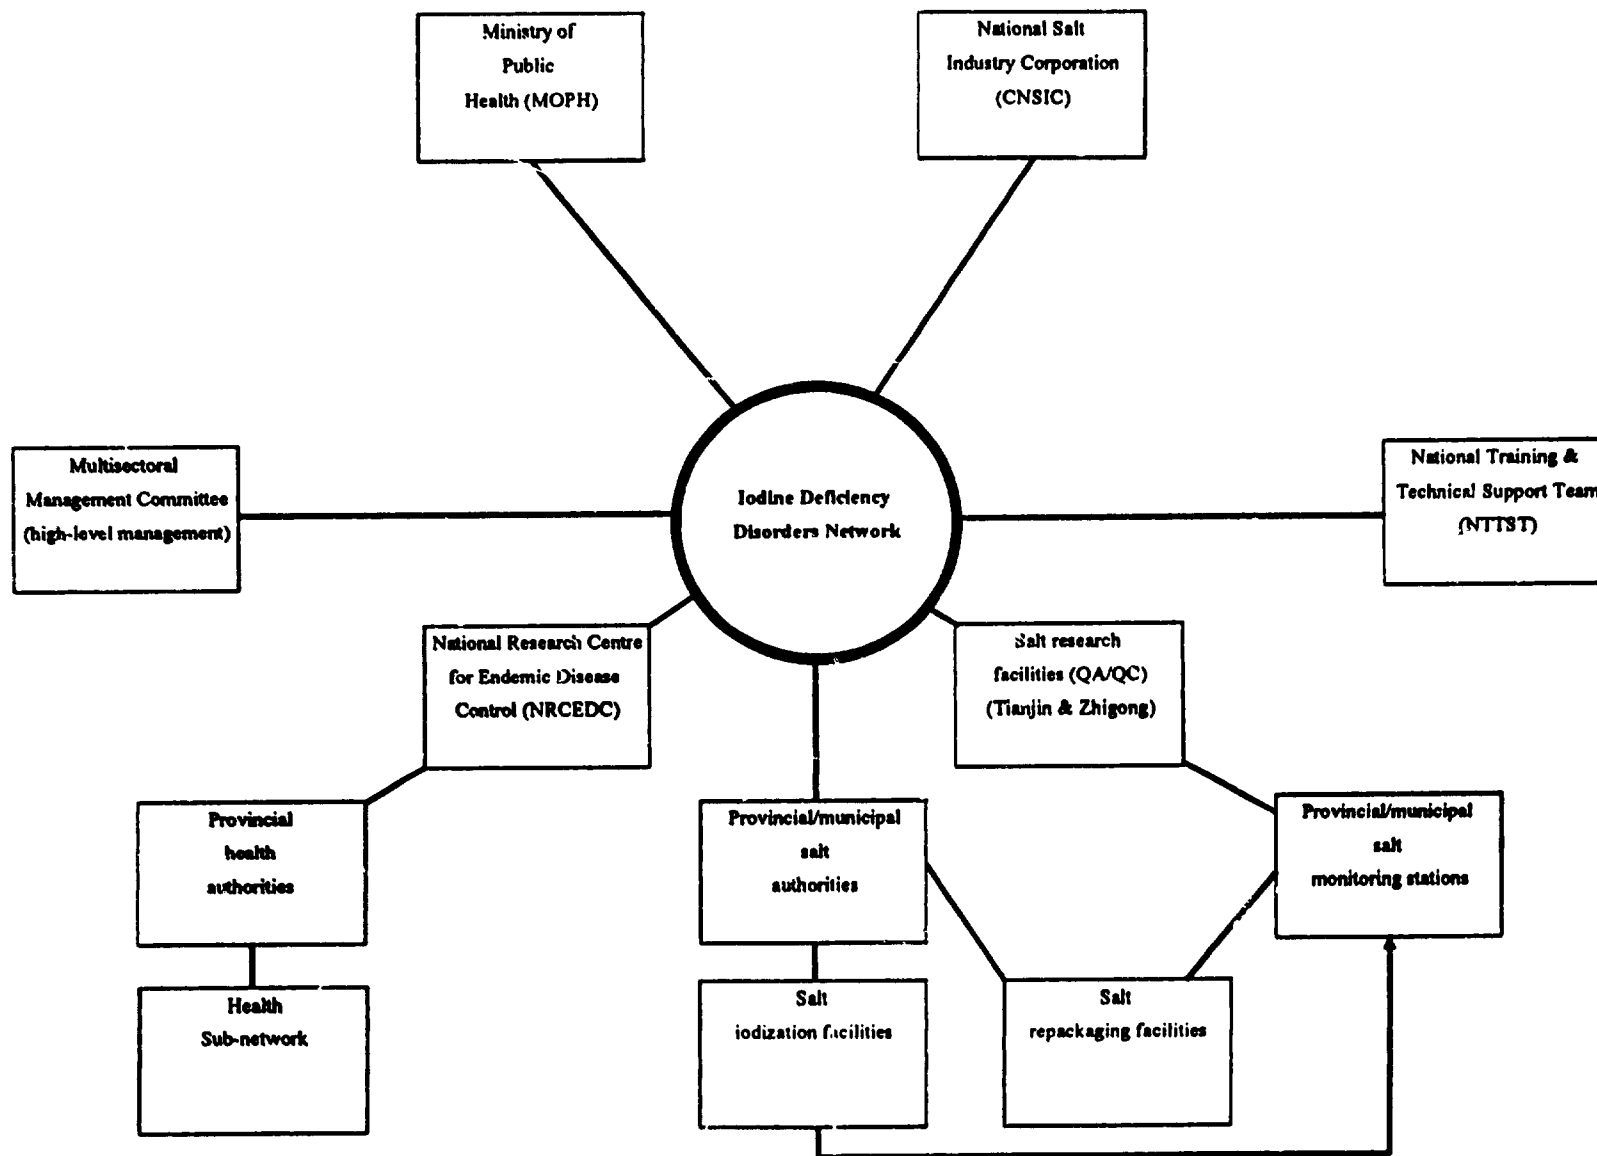 Ministry of
Public
Health (MOPH)
National Salt
Industry Corporation
(CNSIC)
Multisectoral
Management Committee
(high-level management)
Iodine Deficiency
Disorders Network
National Training &
Technical Support Team
(NTTST)
National Research Centre
for Endemic Disease
Control (NRCEDC)
Salt research
facilities (QA/QC)
(Tianjin & Zhigong)
Provincial
health
authorities
Provincial/municipal
salt
authorities
Provincial/municipal
salt
monitoring stations
Health
Sub-network
Salt
iodization facilities
Salt
repackaging facilities